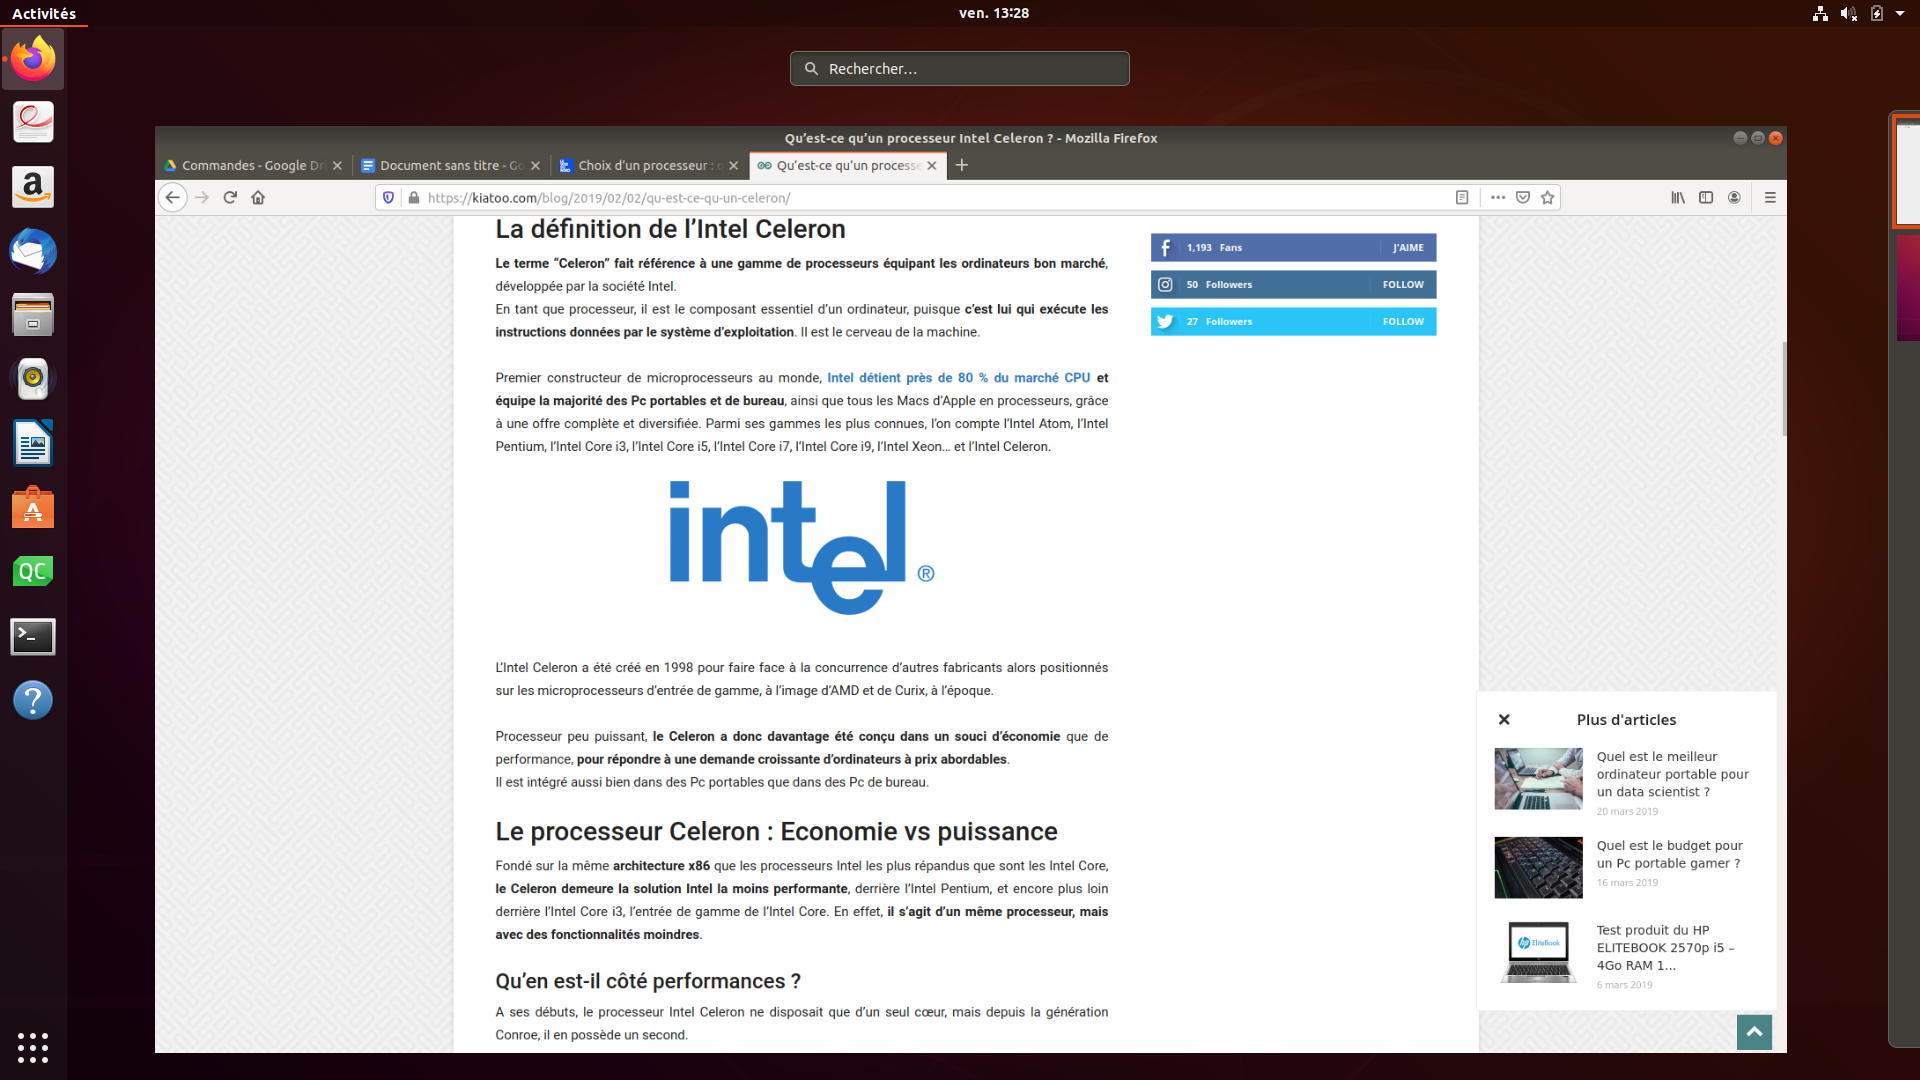 Activités
ven. 13:28
Rechercher…
Qu’est-ce qu’un processeur Intel Celeron ? - Mozilla Firefox
Commandes - Google Dri
Document sans titre - Go
Choix d'un processeur : q
Qu’est-ce qu’un processe
https://kiatoo.com/blog/2019/02/02/qu-est-ce-qu-un-celeron/
La définition de l’Intel Celeron
Le terme “Celeron” fait référence à une gamme de processeurs équipant les ordinateurs bon marché,
développée par la société Intel.
En tant que processeur, il est le composant essentiel d’un ordinateur, puisque c’est lui qui exécute les
instructions données par le système d’exploitation. Il est le cerveau de la machine.
Premier constructeur de microprocesseurs au monde, Intel détient près de 80 % du marché CPU et
équipe la majorité des Pc portables et de bureau, ainsi que tous les Macs d’Apple en processeurs, grâce
à une offre complète et diversifiée. Parmi ses gammes les plus connues, l’on compte l’Intel Atom, l’Intel
Pentium, l’Intel Core i3, l’Intel Core i5, l’Intel Core i7, l’Intel Core i9, l’Intel Xeon… et l’Intel Celeron.
intel ®
L’Intel Celeron a été créé en 1998 pour faire face à la concurrence d’autres fabricants alors positionnés
sur les microprocesseurs d’entrée de gamme, à l’image d’AMD et de Curix, à l’époque.
Processeur peu puissant, le Celeron a donc davantage été conçu dans un souci d’économie que de
performance, pour répondre à une demande croissante d’ordinateurs à prix abordables.
Il est intégré aussi bien dans des Pc portables que dans des Pc de bureau.
Le processeur Celeron : Economie vs puissance
Fondé sur la même architecture x86 que les processeurs Intel les plus répandus que sont les Intel Core,
le Celeron demeure la solution Intel la moins performante, derrière l’Intel Pentium, et encore plus loin
derrière l’Intel Core i3, l’entrée de gamme de l’Intel Core. En effet, il s’agit d’un même processeur, mais
avec des fonctionnalités moindres.
Qu’en est-il côté performances ?
A ses débuts, le processeur Intel Celeron ne disposait que d’un seul cœur, mais depuis la génération
Conroe, il en possède un second.
1,193 Fans J'AIME
50 Followers FOLLOW
27 Followers FOLLOW
Plus d'articles
Quel est le meilleur
ordinateur portable pour
un data scientist ?
20 mars 2019
Quel est le budget pour
un Pc portable gamer ?
16 mars 2019
EliteBook
Test produit du HP
ELITEBOOK 2570p i5 –
4Go RAM 1...
6 mars 2019
QC